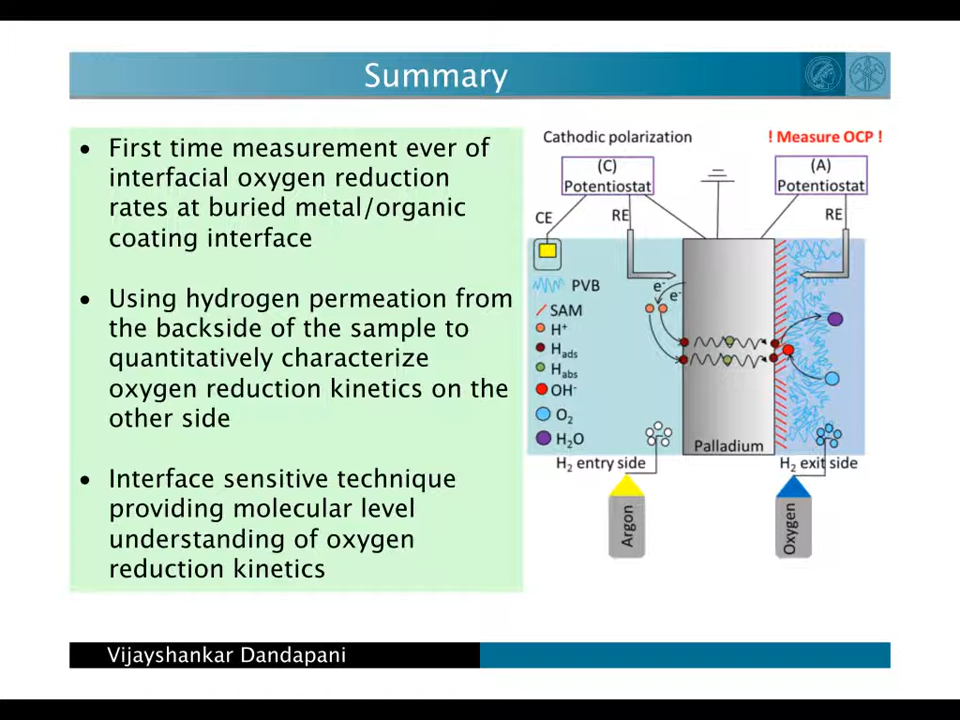 Summary
• First time measurement ever of
interfacial oxygen reduction
rates at buried metal/organic
coating interface
• Using hydrogen permeation from
the backside of the sample to
quantitatively characterize
oxygen reduction kinetics on the
other side
• Interface sensitive technique
providing molecular level
understanding of oxygen
reduction kinetics
Cathodic polarization
! Measure OCP !
(C)
Potentiostat
(A)
Potentiostat
CE
RE
RE
PVB
SAM
H+
Hads
Habs
OH-
O2
H2O
e-
e-
Palladium
H2 entry side
H2 exit side
Argon
Oxygen
Vijayshankar Dandapani